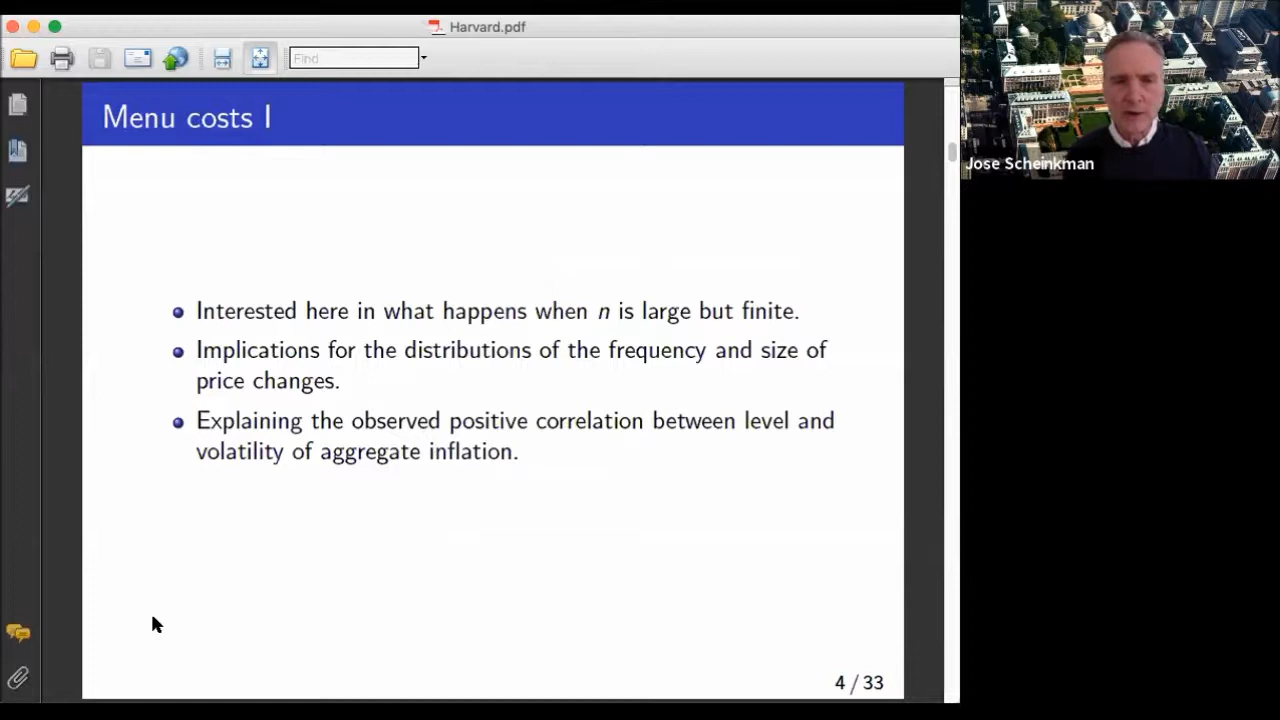 Harvard.pdf
Find
Menu costs I
Jose Scheinkman
Interested here in what happens when n is large but finite.
Implications for the distributions of the frequency and size of
price changes.
Explaining the observed positive correlation between level and
volatility of aggregate inflation.
4 / 33